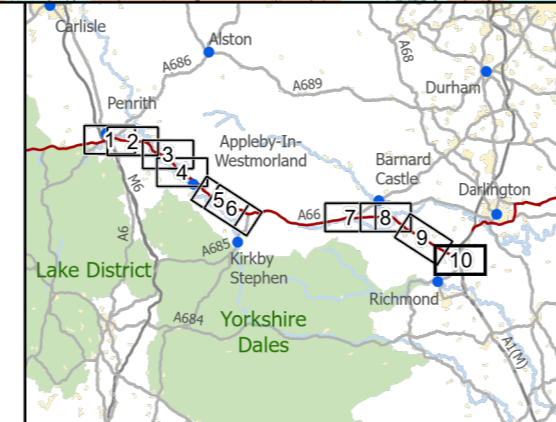 Carlisle
Alston
A686
A68
A689
Durham
Penrith
1
2
3
4
5
6
Appleby-In-
Westmorland
Barnard
Castle
Darlington
M6
A6
A66
7
8
9
10
A685
Kirkby
Stephen
Lake District
Richmond
A684
Yorkshire
Dales
A1(M)